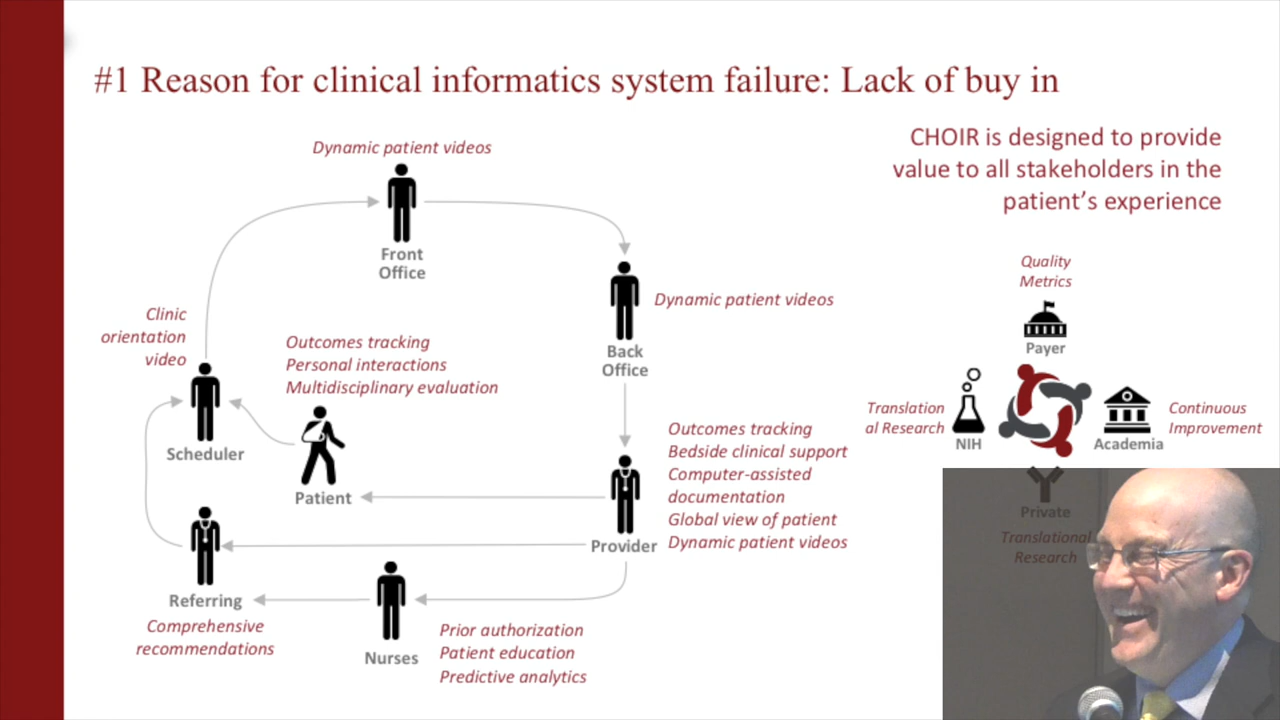 #1 Reason for clinical informatics system failure: Lack of buy in
CHOIR is designed to provide
value to all stakeholders in the
patient's experience
Dynamic patient videos
Front
Office
Dynamic patient videos
Back
Office
Clinic
orientation
video
Scheduler
Outcomes tracking
Personal interactions
Multidisciplinary evaluation
Patient
Outcomes tracking
Bedside clinical support
Computer-assisted
documentation
Global view of patient
Dynamic patient videos
Provider
Referring
Comprehensive
recommendations
Nurses
Prior authorization
Patient education
Predictive analytics
Quality
Metrics
Payer
Translation
al Research
NIH
Academia
Continuous
Improvement
Private
Translational
Research